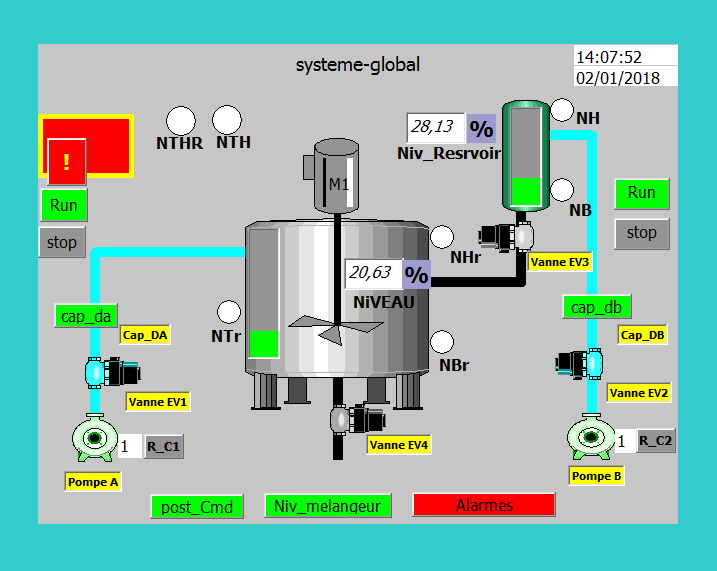 systeme-global
14:07:52
02/01/2018
!
NTHR
NTH
28,13 %
Niv_Resrvoir
NH
NB
M1
Run
stop
Run
stop
NHr
Vanne EV3
20,63 %
NiVEAU
cap_da
Cap_DA
NTr
cap_db
Cap_DB
NBr
Vanne EV1
Vanne EV2
Vanne EV4
1
R_C1
1
R_C2
Pompe A
Pompe B
post_Cmd
Niv_melangeur
Alarmes